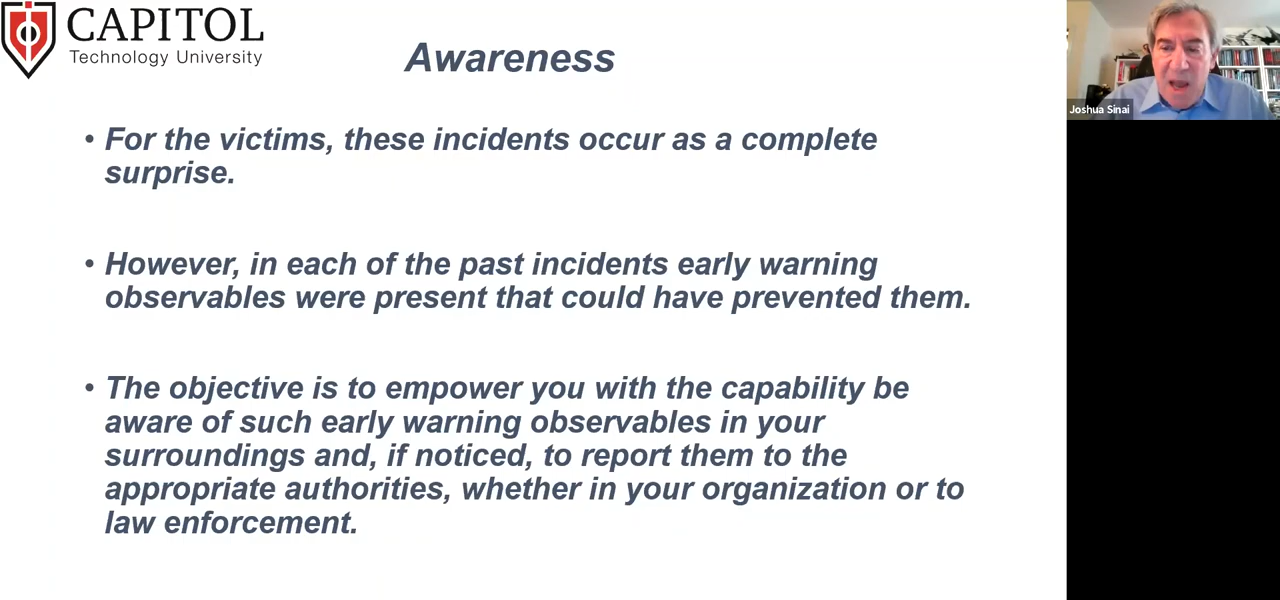 CAPITOL
Technology University
Awareness
• For the victims, these incidents occur as a complete
surprise.
• However, in each of the past incidents early warning
observables were present that could have prevented them.
• The objective is to empower you with the capability be
aware of such early warning observables in your
surroundings and, if noticed, to report them to the
appropriate authorities, whether in your organization or to
law enforcement.
Joshua Sinai